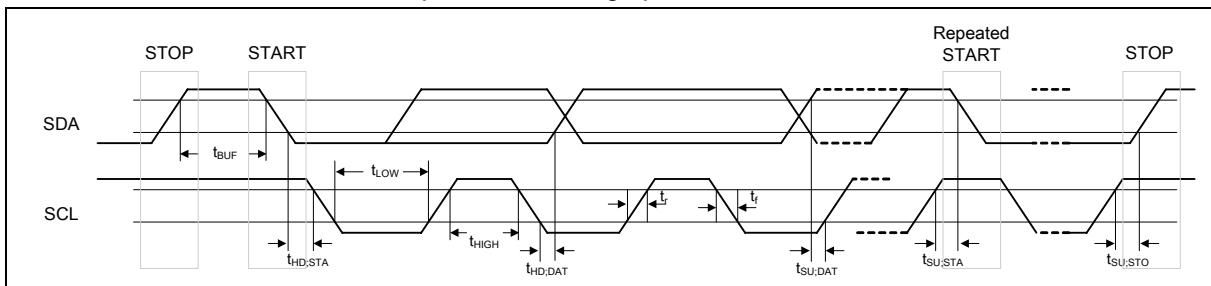 STOP
START
Repeated
START
STOP
SDA
tBUF
tLOW
SCL
tr
tf
tHD;STA
tHIGH
tHD;DAT
tSU;DAT
tSU;STA
tSU;STO